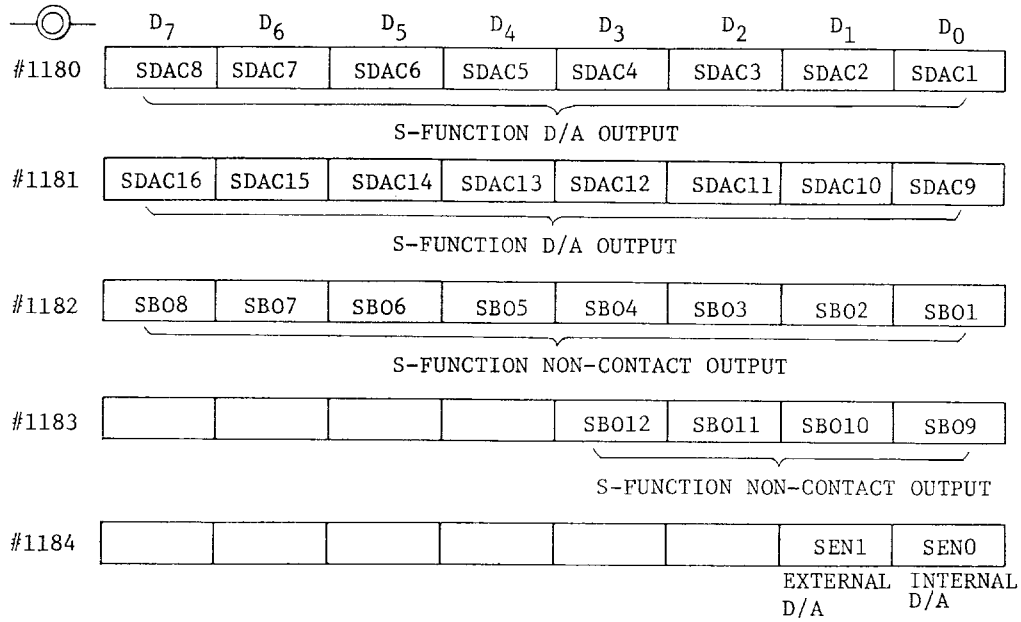 D7 D6 D5 D4 D3 D2 D1 D0
#1180 SDAC8 SDAC7 SDAC6 SDAC5 SDAC4 SDAC3 SDAC2 SDAC1
S-FUNCTION D/A OUTPUT
#1181 SDAC16 SDAC15 SDAC14 SDAC13 SDAC12 SDAC11 SDAC10 SDAC9
S-FUNCTION D/A OUTPUT
#1182 SBO8 SBO7 SBO6 SBO5 SBO4 SBO3 SBO2 SBO1
S-FUNCTION NON-CONTACT OUTPUT
#1183 SBO12 SBO11 SBO10 SBO9
S-FUNCTION NON-CONTACT OUTPUT
#1184 SEN1 SEN0
EXTERNAL INTERNAL
D/A D/A